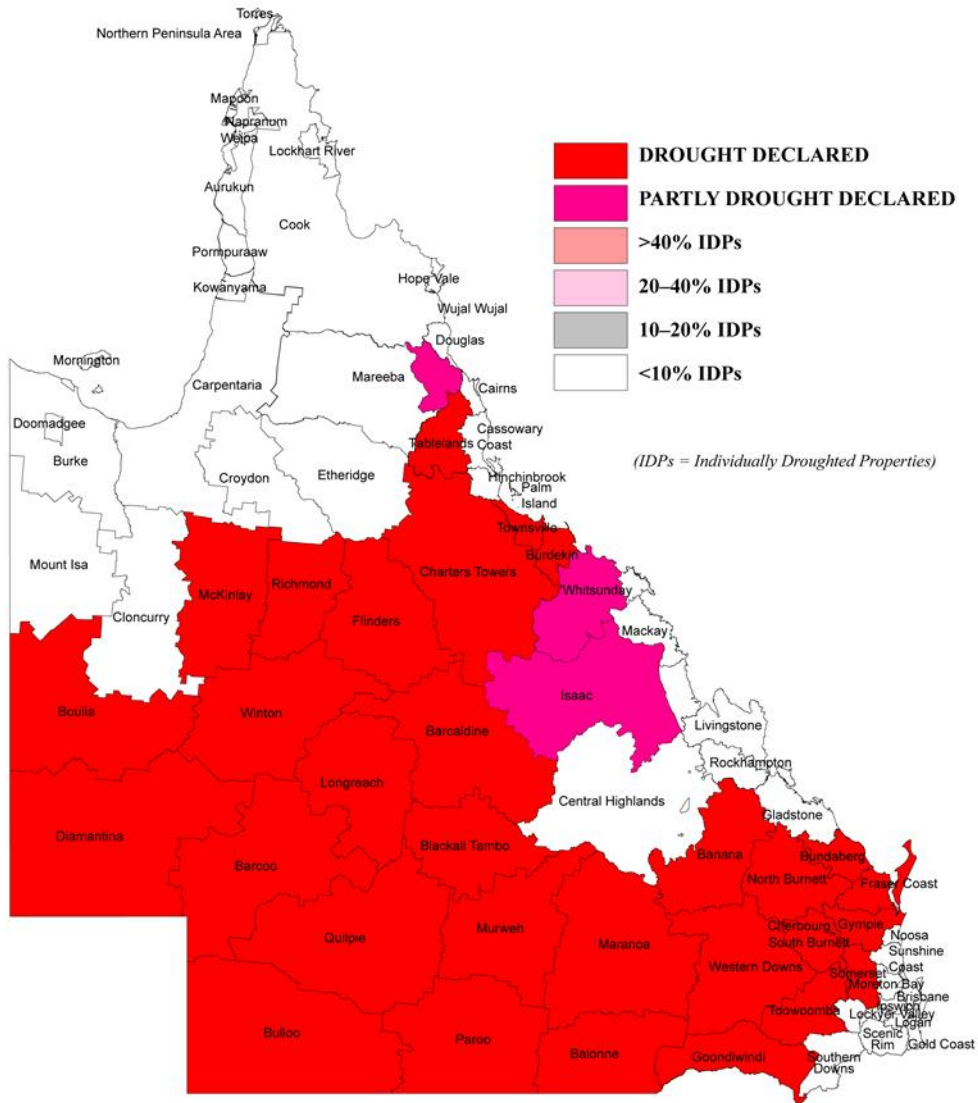 Torres
Northern Peninsula Area
Mapoon
Napranum
Weipa
Lockhart River
Aurukun
Cook
Pormpuraaw
Kowanyama
Hope Vale
Wujal Wujal
Douglas
Mornington
Mareeba
Carpentaria
Cairns
Doomadgee
Cassowary
Coast
Tablelands
Burke
Croydon
Etheridge
Hinchinbrook
Palm
Island
Townsville
Burdekin
Mount Isa
Charters Towers
Whitsunday
McKinlay
Richmond
Flinders
Cloncurry
Mackay
Isaac
Boulia
Winton
Barcaldine
Livingstone
Longreach
Rockhampton
Central Highlands
Gladstone
Diamantina
Blackall Tambo
Banana
Bundaberg
Barcoo
North Burnett
Fraser Coast
Cherbourg
Gympie
Quilpie
Murweh
Maranoa
South Burnett
Noosa
Sunshine
Coast
Western Downs
Somerset
Moreton Bay
Brisbane
Ipswich
Toowoomba
Lockyer Valley
Logan
Bulloo
Paroo
Balonne
Goondiwindi
Scenic
Rim
Gold Coast
Southern
Downs
DROUGHT DECLARED
PARTLY DROUGHT DECLARED
>40% IDPs
20–40% IDPs
10–20% IDPs
<10% IDPs
(IDPs = Individually Droughted Properties)